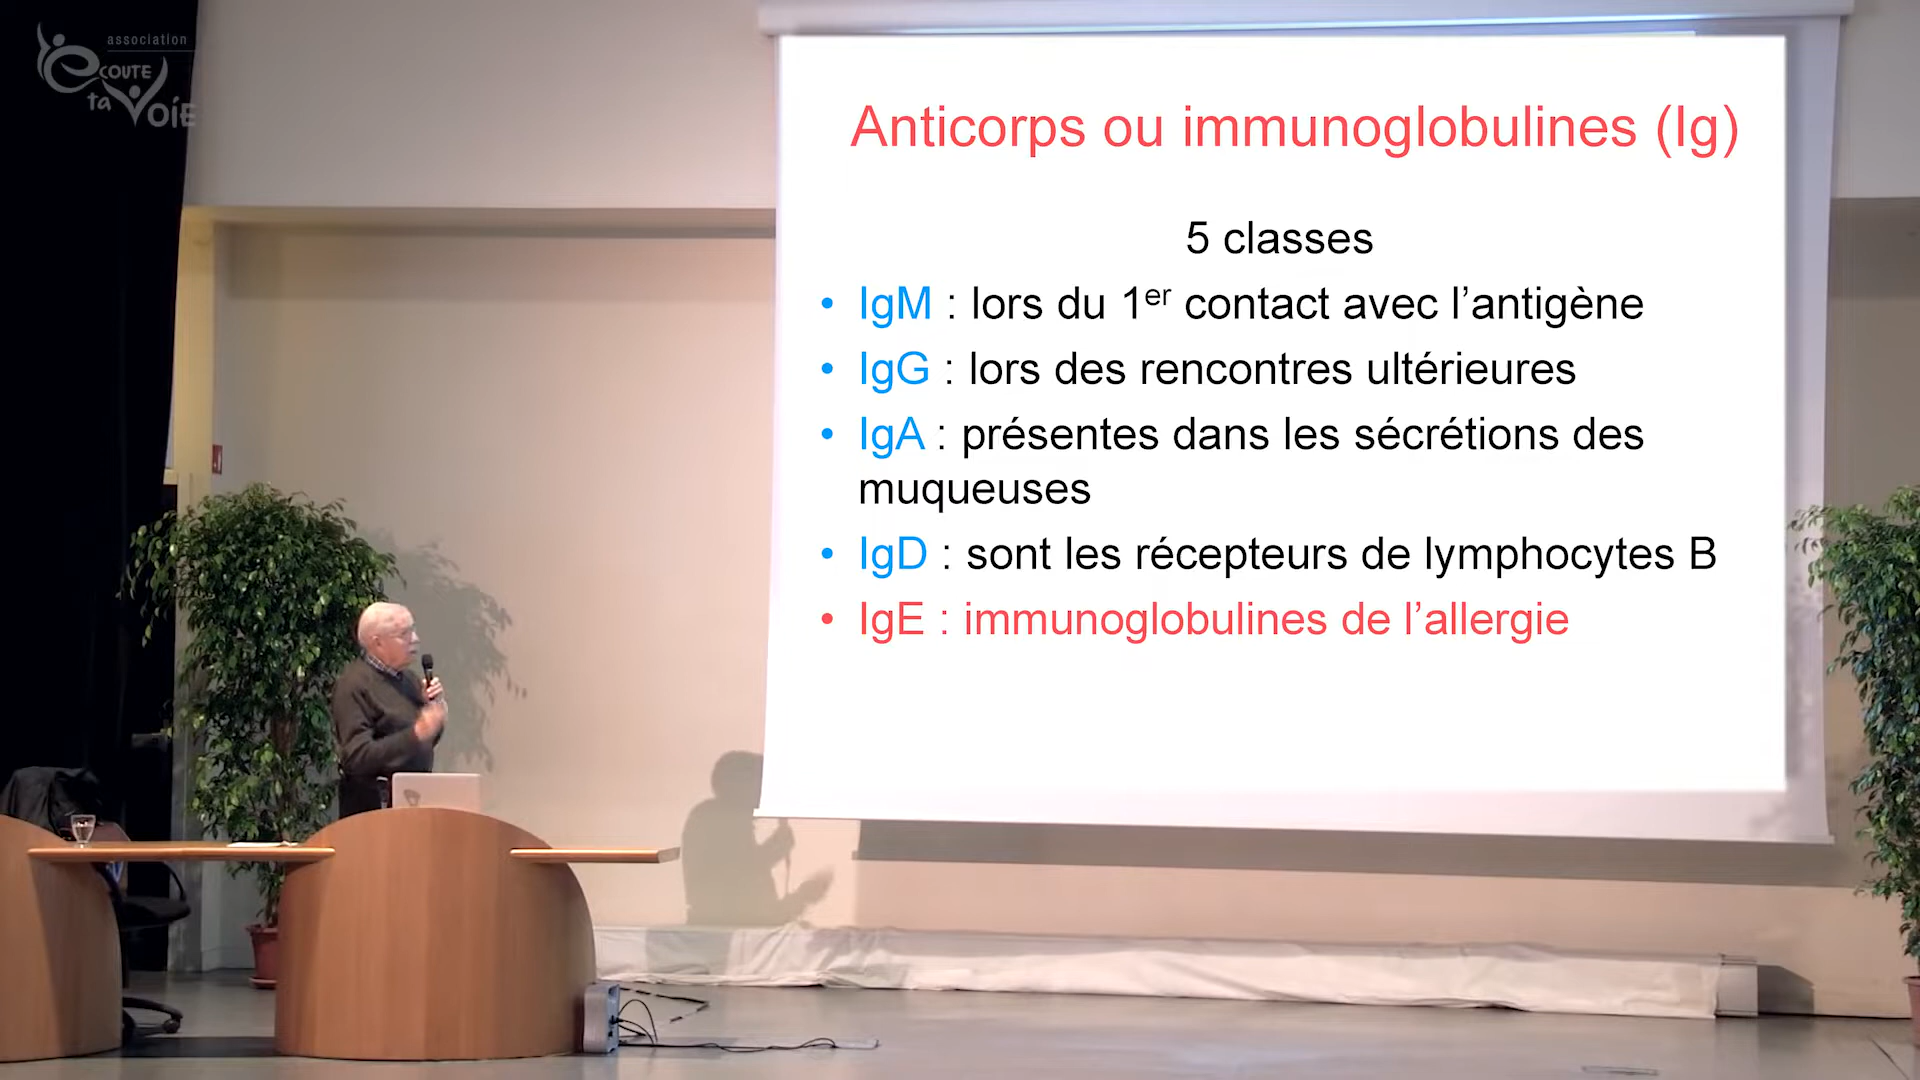 association
écoute
ta Voie
Anticorps ou immunoglobulines (Ig)
5 classes
• IgM : lors du 1er contact avec l’antigène
• IgG : lors des rencontres ultérieures
• IgA : présentes dans les sécrétions des
muqueuses
• IgD : sont les récepteurs de lymphocytes B
• IgE : immunoglobulines de l’allergie